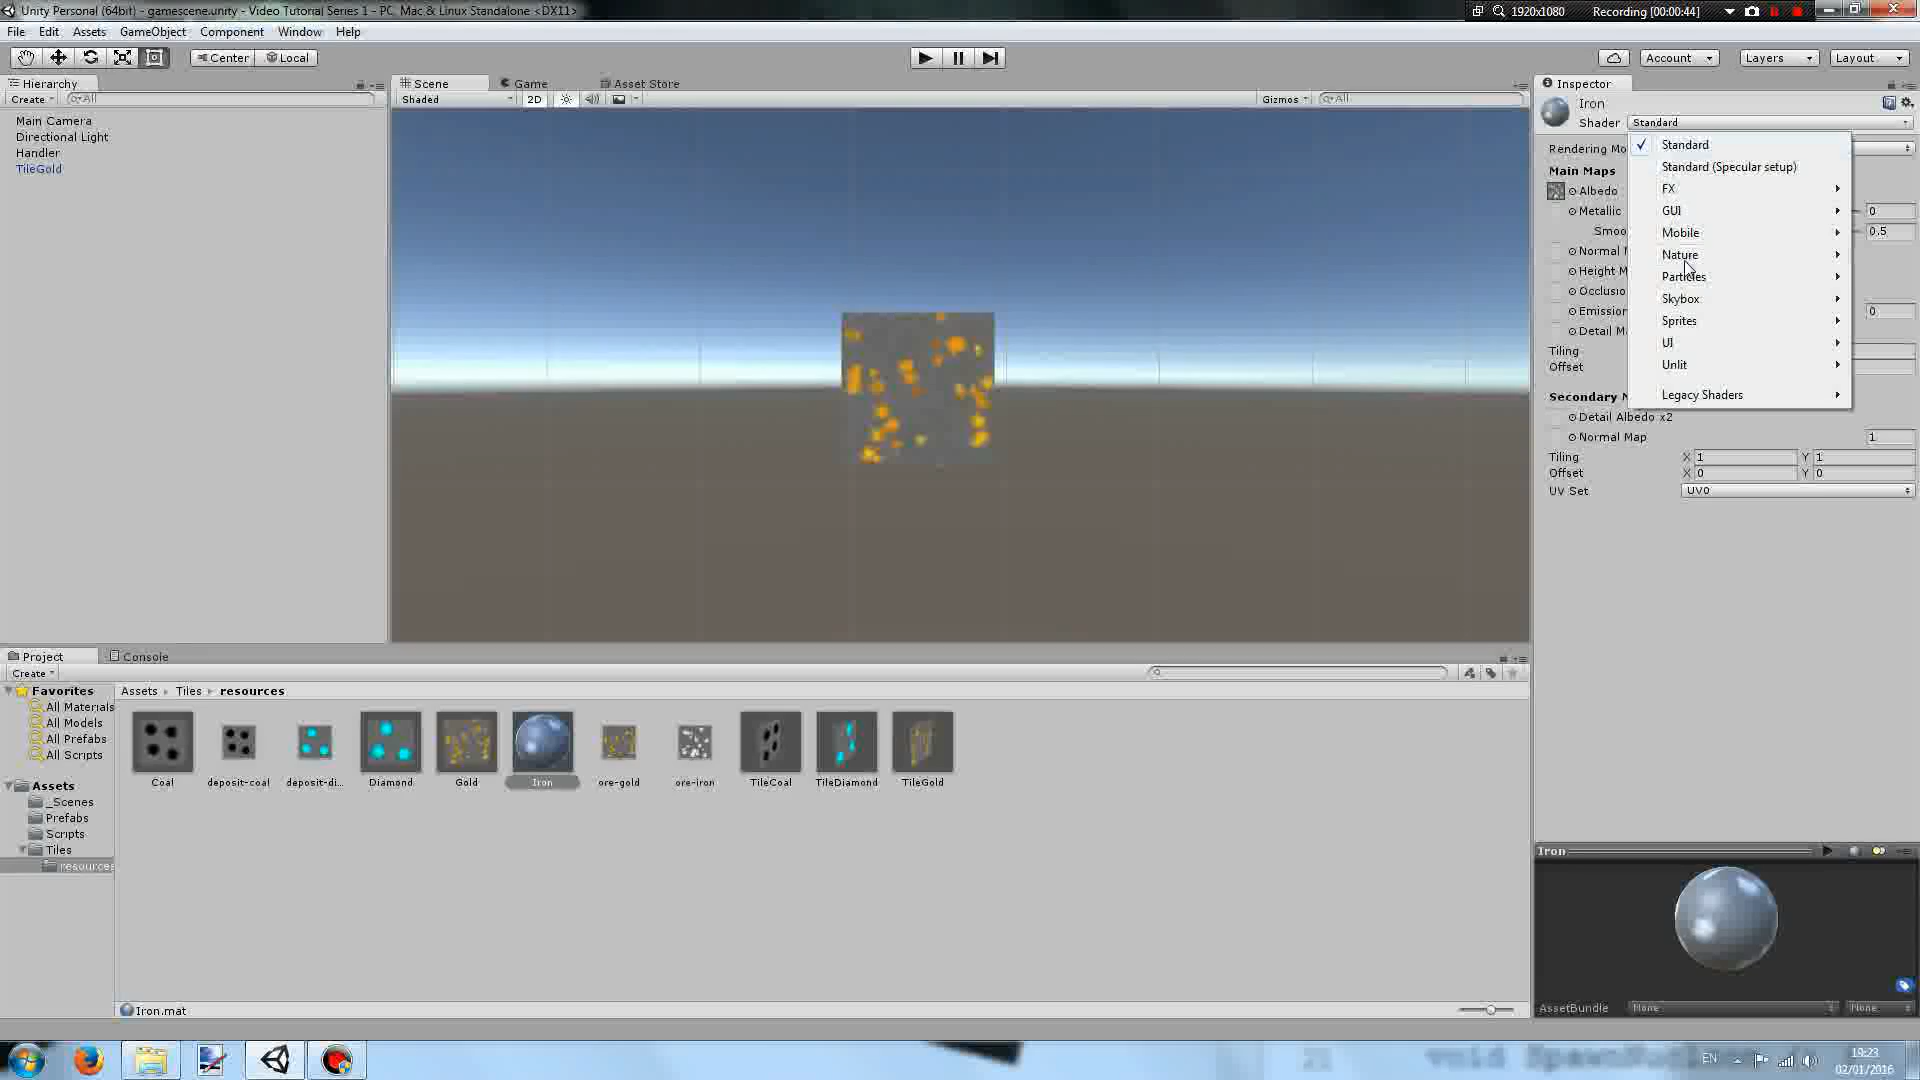 Unity Personal (64bit) - gamescene.unity - Video Tutorial Series 1 - PC, Mac & Linux Standalone <DX11>
1920x1080 Recording [00:00:44]
File Edit Assets GameObject Component Window Help
Center Local
Account Layers Layout
Hierarchy
Create All
Main Camera
Directional Light
Handler
TileGold
Scene Game Asset Store
Shaded 2D Gizmos All
Inspector
Iron
Shader Standard
Rendering Mo
Main Maps
Albedo
Metallic 0
Smoo 0.5
Normal M
Height M
Occlusio
Emission 0
Detail Ma
Tiling
Offset
Standard
Standard (Specular setup)
FX
GUI
Mobile
Nature
Particles
Skybox
Sprites
UI
Unlit
Legacy Shaders
Secondary M
Detail Albedo x2
Normal Map 1
Tiling X 1 Y 1
Offset X 0 Y 0
UV Set UV0
Project Console
Create
Favorites
All Materials
All Models
All Prefabs
All Scripts
Assets
_Scenes
Prefabs
Scripts
Tiles
resources
Assets Tiles resources
Coal deposit-coal deposit-di... Diamond Gold Iron ore-gold ore-iron TileCoal TileDiamond TileGold
Iron.mat
Iron
AssetBundle None None
21 void
EN 19:23
02/01/2016